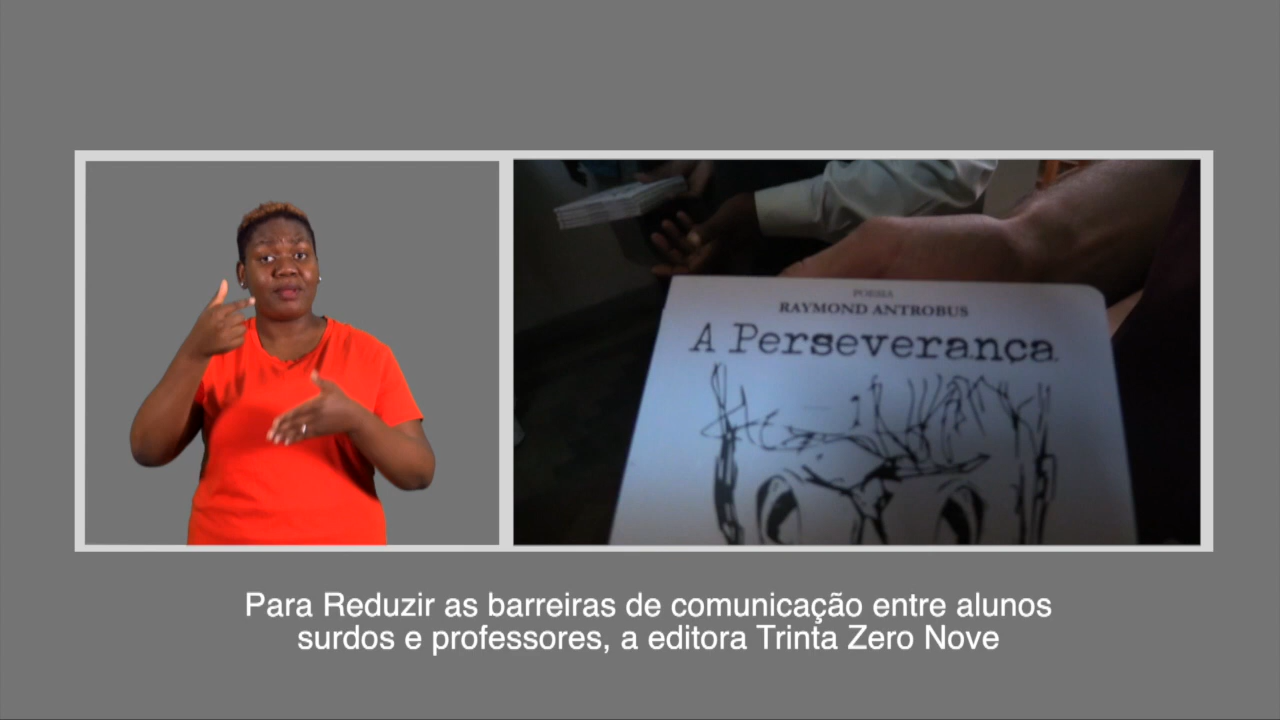 POESIA
RAYMOND ANTROBUS
A Perseverança
Para Reduzir as barreiras de comunicação entre alunos
surdos e professores, a editora Trinta Zero Nove